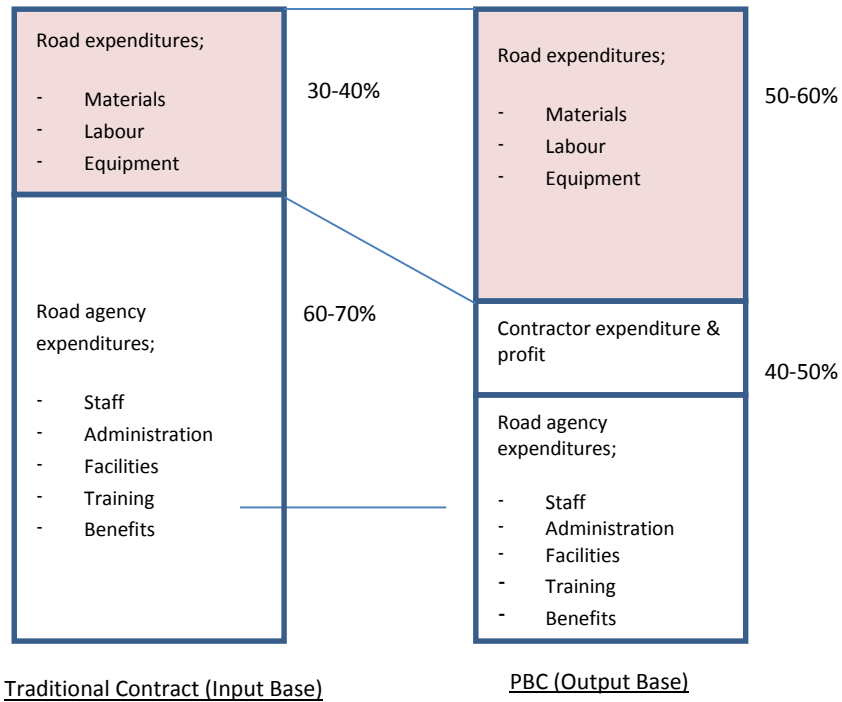 Road expenditures;
- Materials
- Labour
- Equipment
30-40%
Road agency
expenditures;
- Staff
- Administration
- Facilities
- Training
- Benefits
60-70%
Traditional Contract (Input Base)
Road expenditures;
- Materials
- Labour
- Equipment
50-60%
Contractor expenditure &
profit
40-50%
Road agency
expenditures;
- Staff
- Administration
- Facilities
- Training
- Benefits
PBC (Output Base)